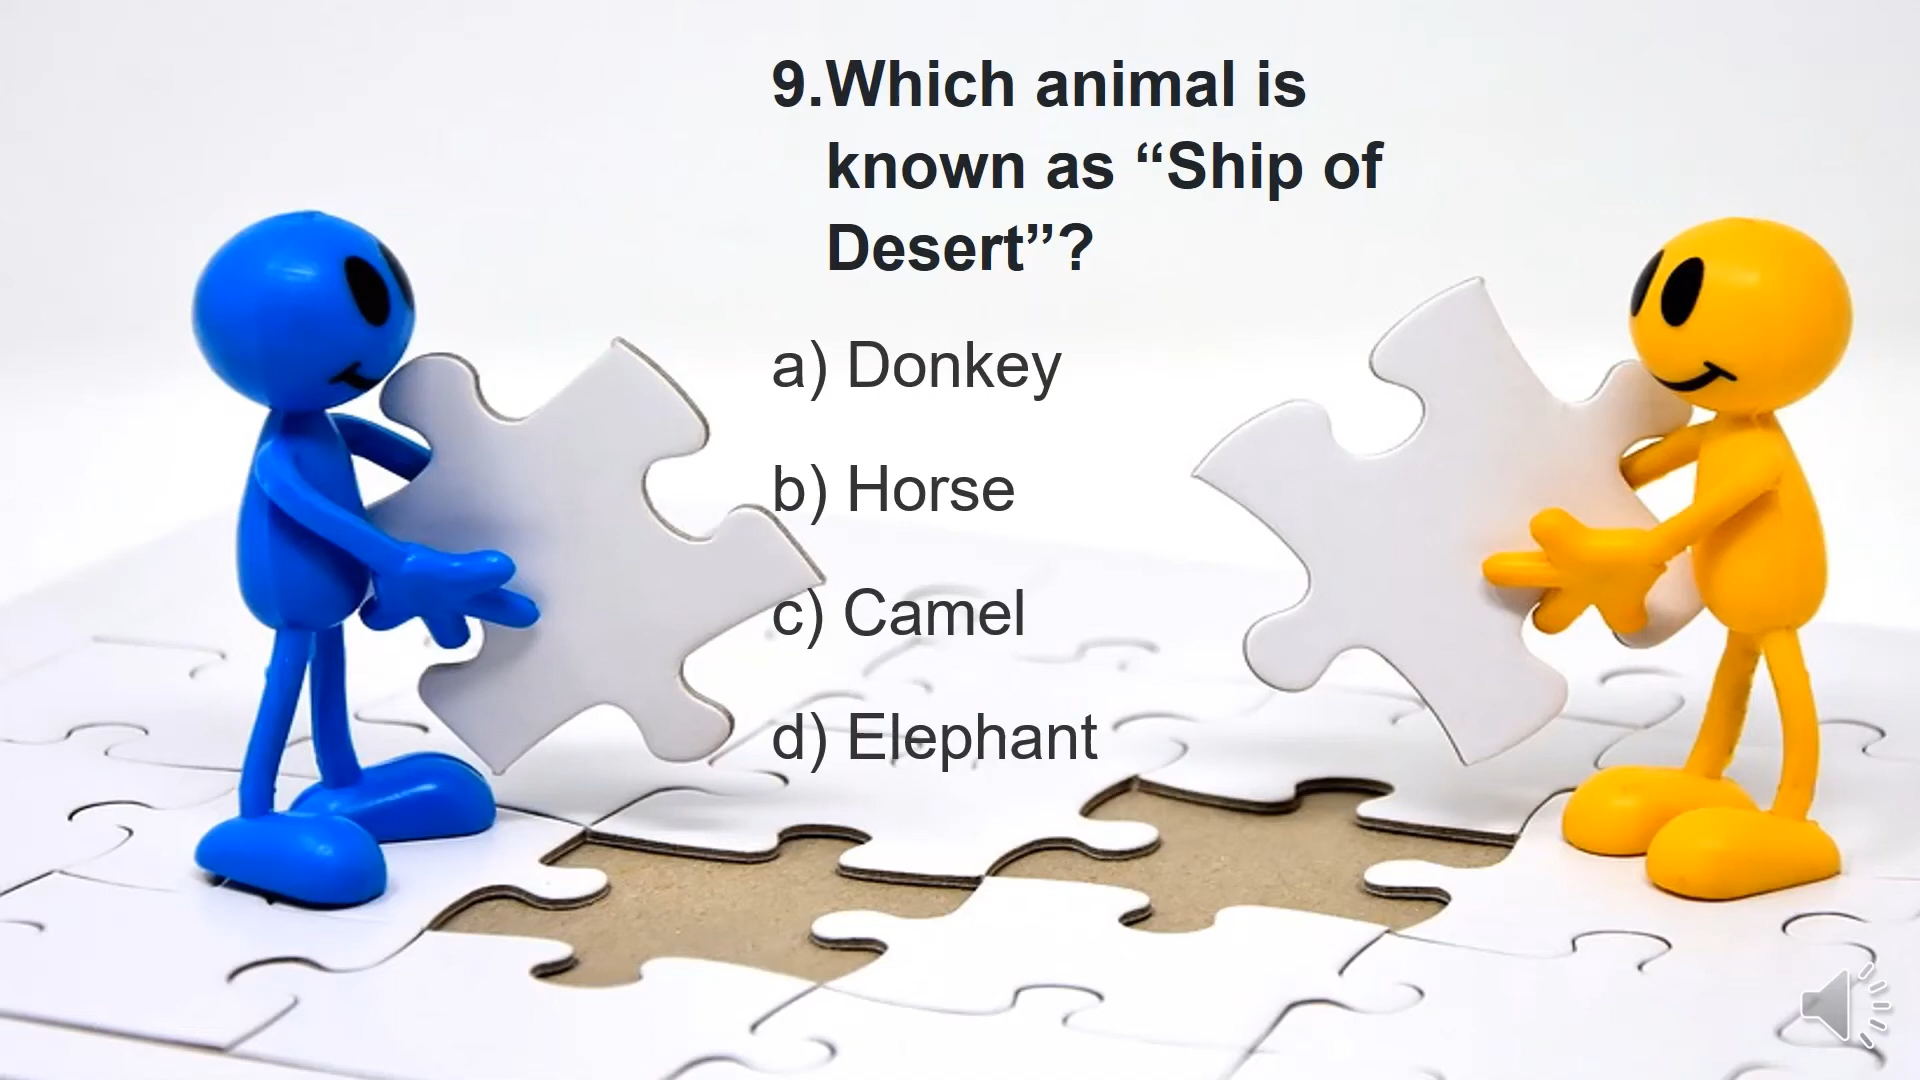 9.Which animal is
known as “Ship of
Desert”?
a) Donkey
b) Horse
c) Camel
d) Elephant